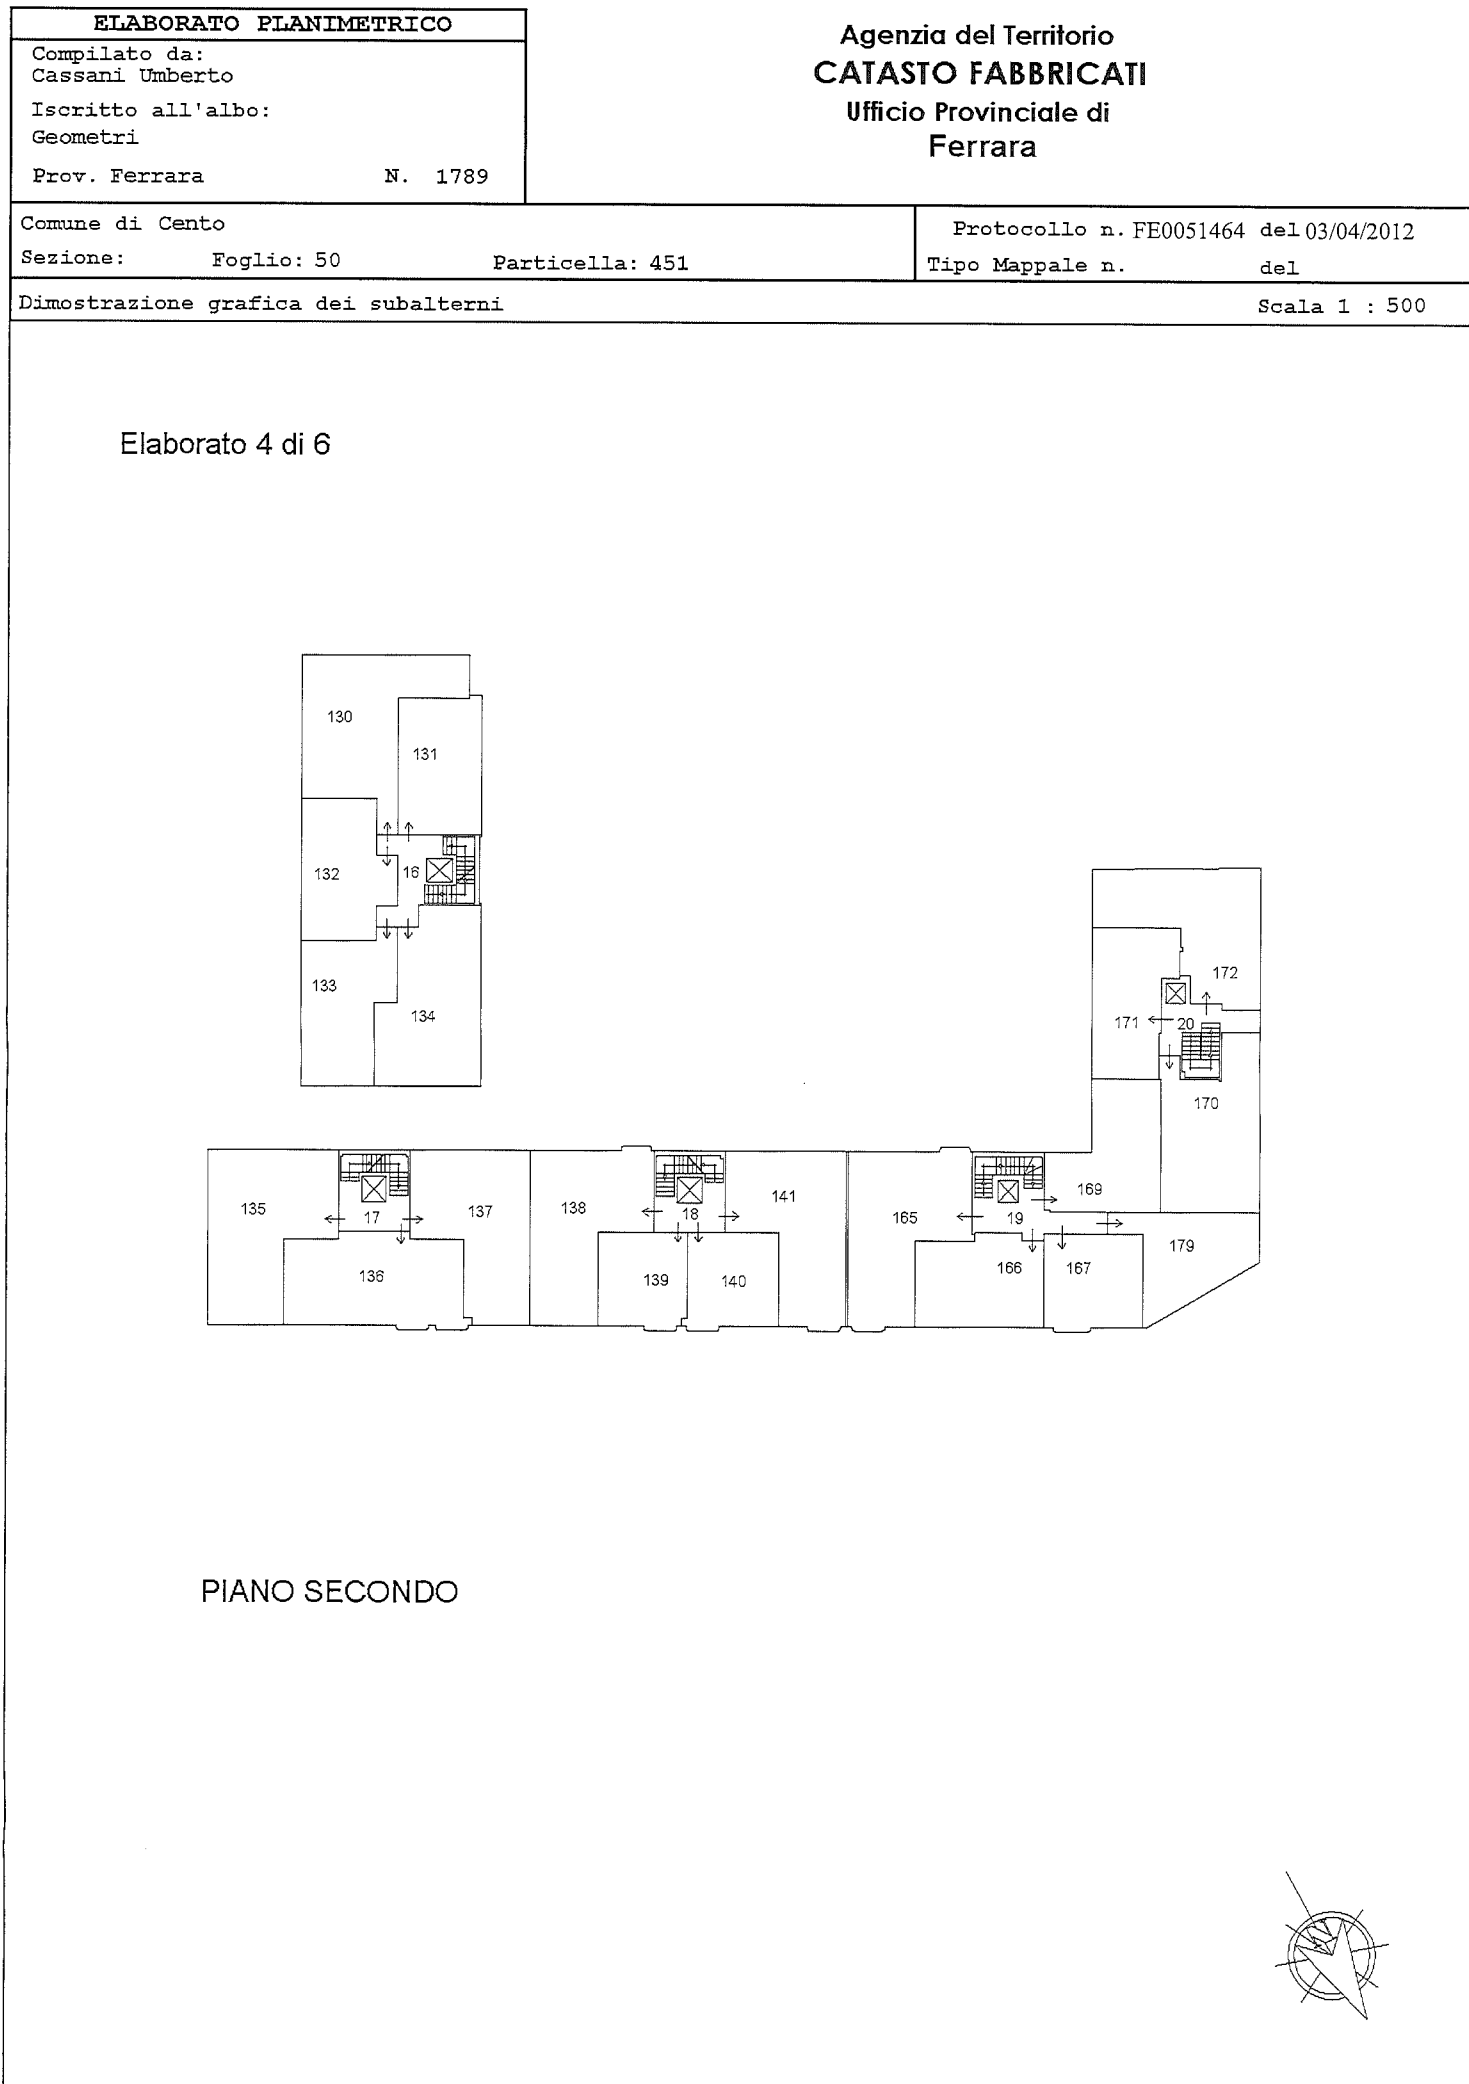 ELABORATO PLANIMETRICO
Compilato da:
Cassani Umberto
Iscritto all'albo:
Geometri
Prov. Ferrara N. 1789
Agenzia del Territorio
CATASTO FABBRICATI
Ufficio Provinciale di
Ferrara
Comune di Cento
Sezione: Foglio: 50 Particella: 451
Protocollo n. FE0051464 del 03/04/2012
Tipo Mappale n. del
Dimostrazione grafica dei subalterni
Scala 1 : 500
Elaborato 4 di 6
130
131
132
16
133
134
172
171
20
170
135
17
137
136
138
18
141
139
140
165
19
169
166
167
179
PIANO SECONDO